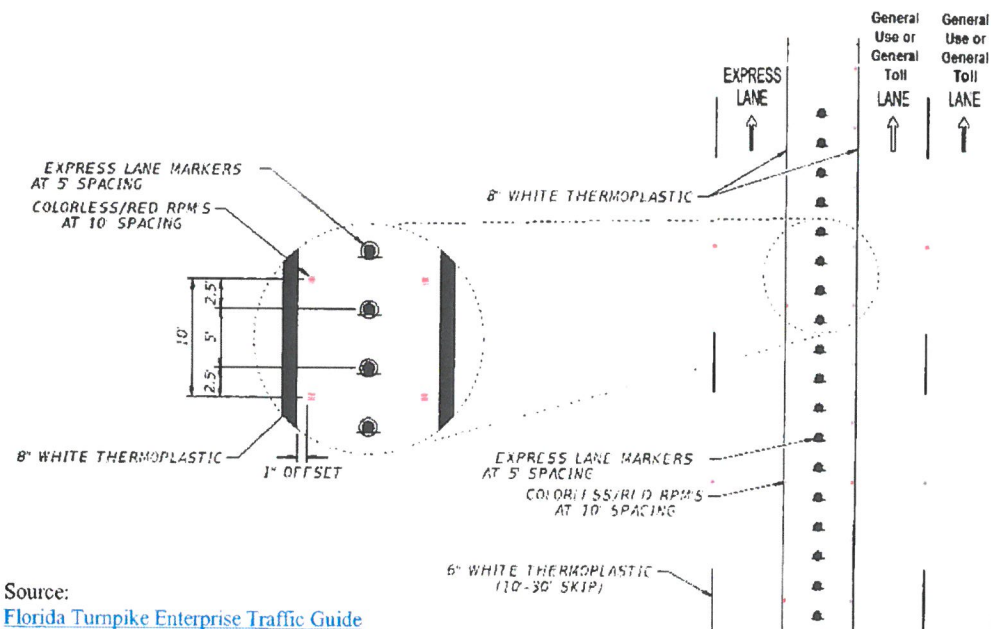 General
Use or
General
Toll
LANE
General
Use or
General
Toll
LANE
EXPRESS
LANE
EXPRESS LANE MARKERS
AT 5' SPACING
COLORLESS/RED RPM'S
AT 10' SPACING
8" WHITE THERMOPLASTIC
10'
2.5'
5'
2.5'
8" WHITE THERMOPLASTIC
1" OFFSET
EXPRESS LANE MARKERS
AT 5' SPACING
COLORLESS/RED RPM'S
AT 10' SPACING
6" WHITE THERMOPLASTIC
(10'-30' SKIP)
Source:
Florida Turnpike Enterprise Traffic Guide